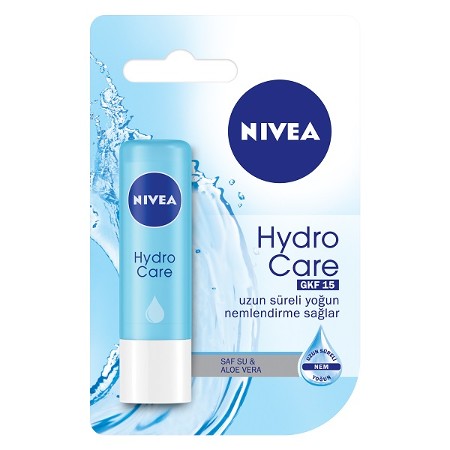 NIVEA
Hydro
Care
GKF 15
uzun süreli yoğun
nemlendirme sağlar
SAF SU &
ALOE VERA
UZUN SÜRELİ
NEM
YOĞUN
NIVEA
Hydro
Care